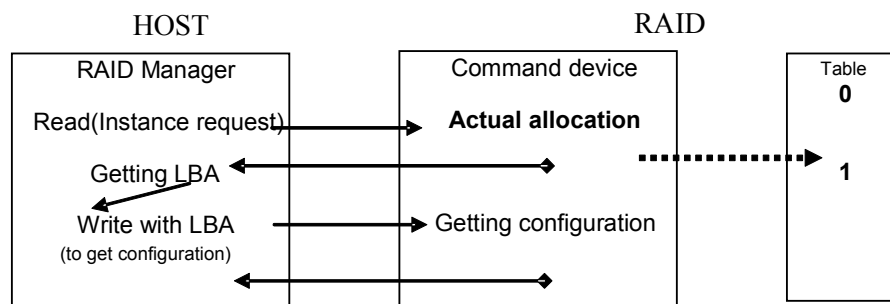 HOST
RAID
RAID Manager
Command device
Table
0
Read(Instance request)
Actual allocation
Getting LBA
1
Write with LBA
Getting configuration
(to get configuration)